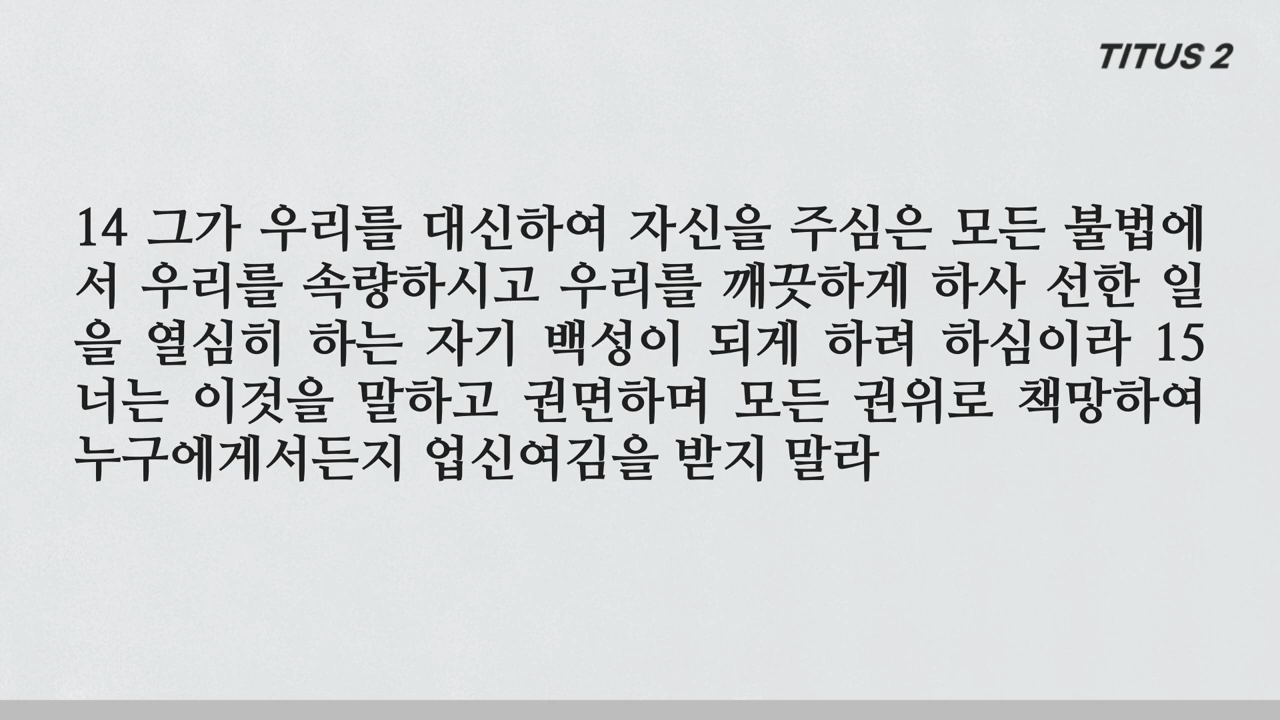 TITUS 2
14 그가 우리를 대신하여 자신을 주심은 모든 불법에
서 우리를 속량하시고 우리를 깨끗하게 하사 선한 일
을 열심히 하는 자기 백성이 되게 하려 하심이라 15
너는 이것을 말하고 권면하며 모든 권위로 책망하여
누구에게서든지 업신여김을 받지 말라